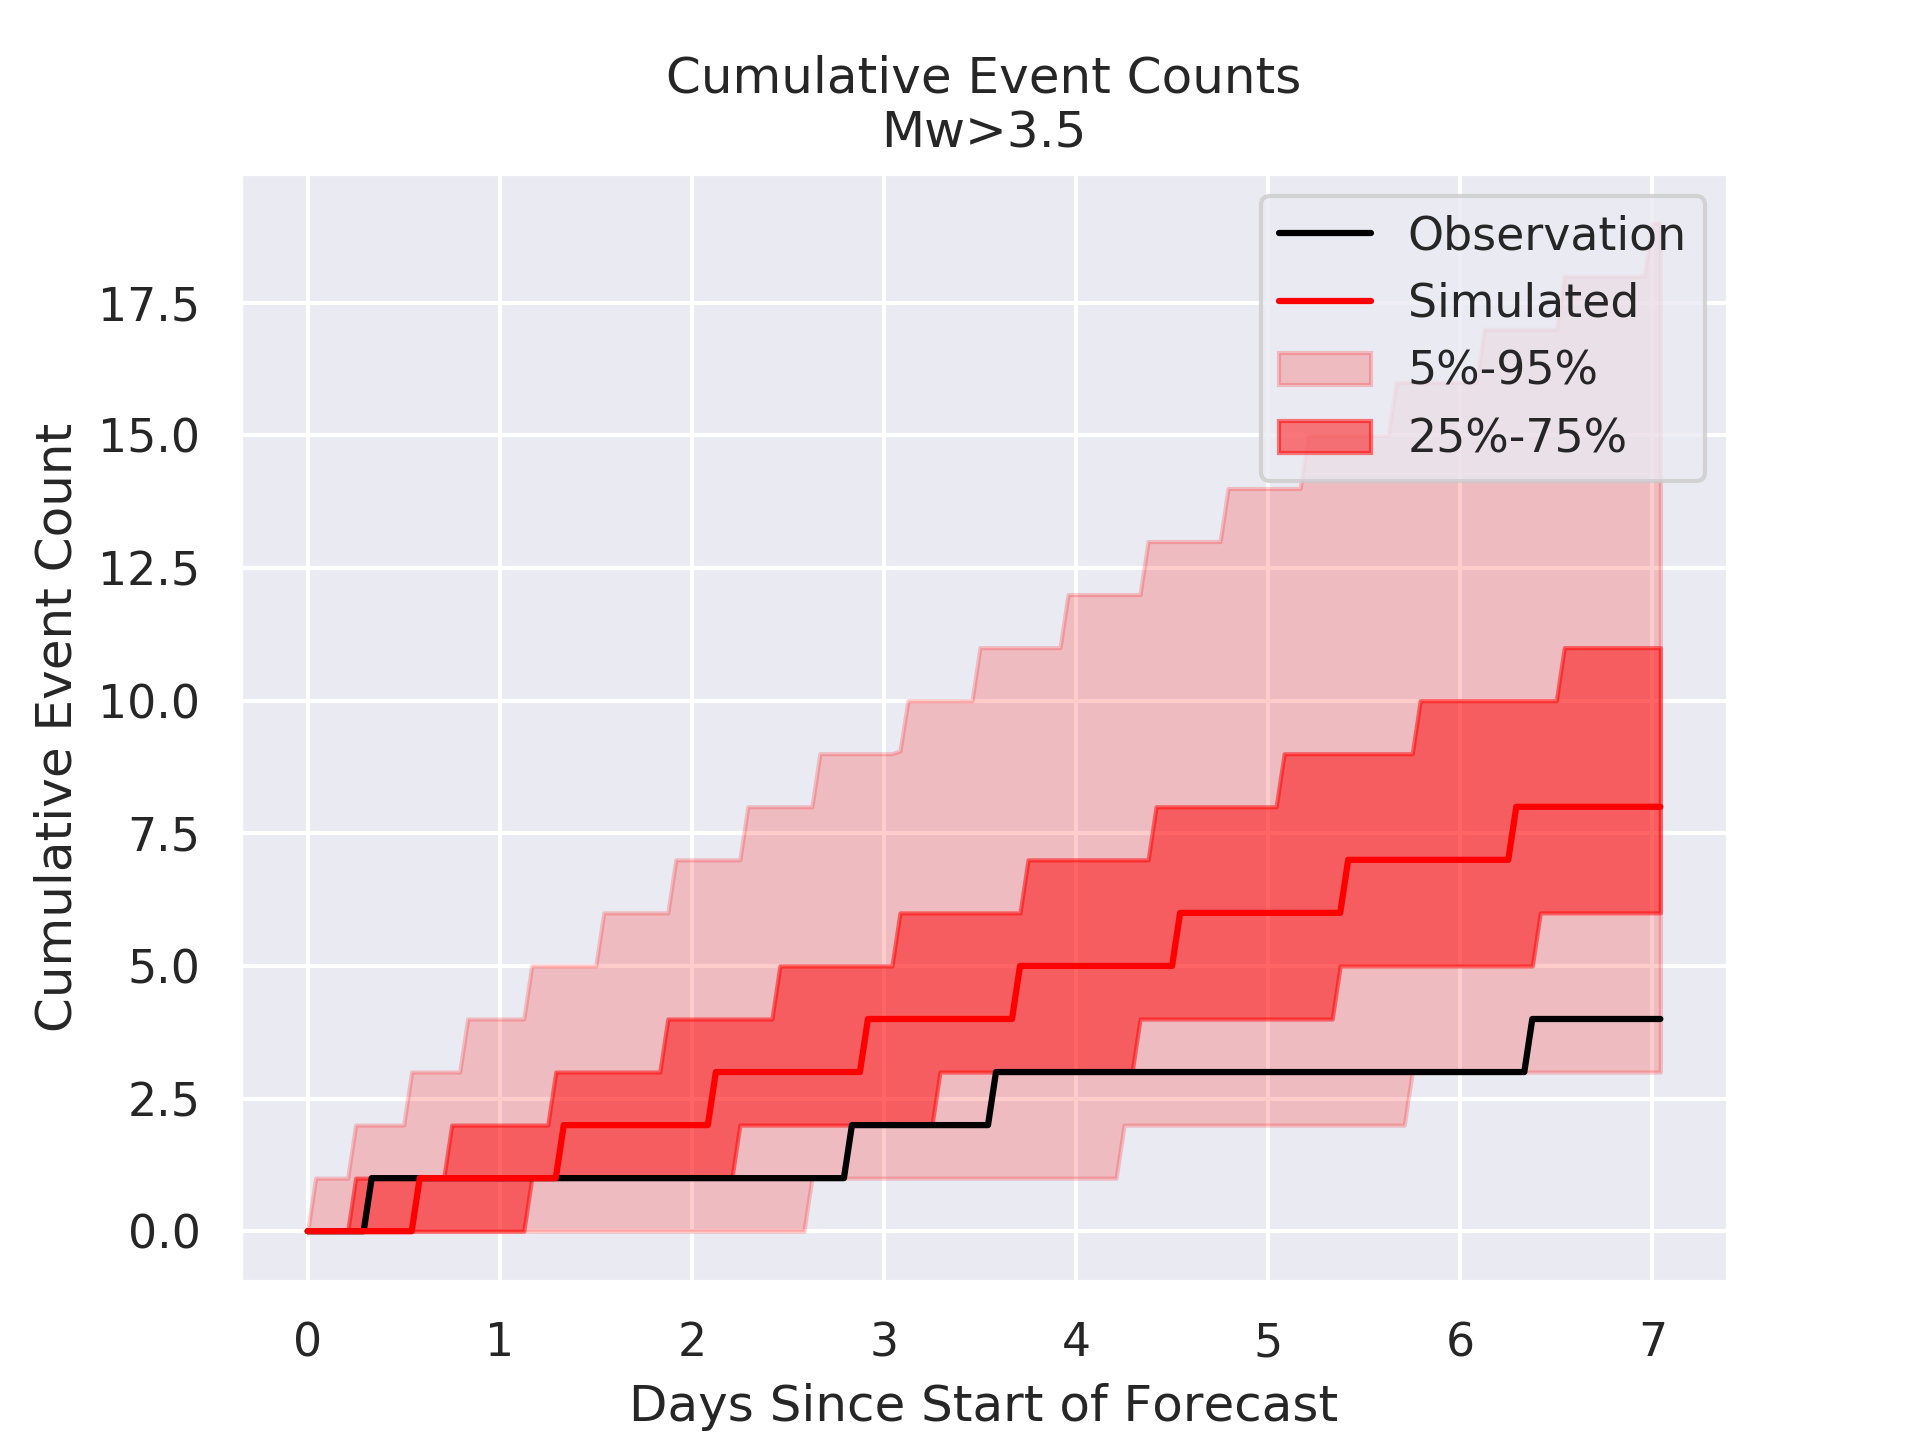 Cumulative Event Counts
Mw>3.5
Observation
Simulated
5%-95%
25%-75%
Cumulative Event Count
17.5
15.0
12.5
10.0
7.5
5.0
2.5
0.0
0 1 2 3 4 5 6 7
Days Since Start of Forecast